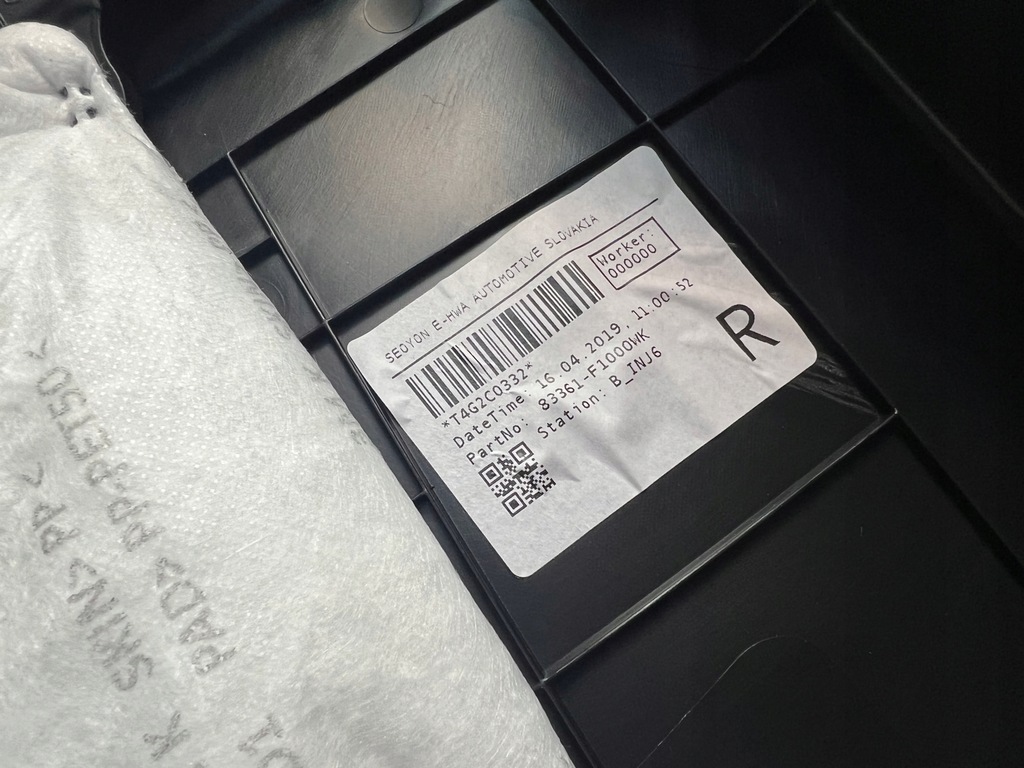 SEOYON E-HWA AUTOMOTIVE SLOVAKIA
Worker:
000000
*T4G2C0332*
DateTime: 16.04.2019, 11:00:52
PartNo: 83361-F1000WK
Station: B_INJ6
R
PAD> PP-PET50<
SKIN> PP <
K